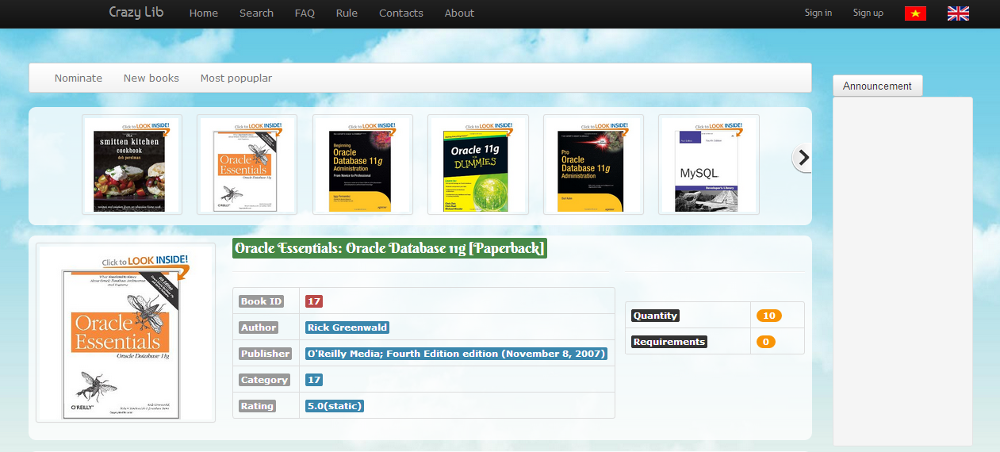 Crazy Lib Home Search FAQ Rule Contacts About Sign in Sign up
Nominate New books Most popuplar
Announcement
Click to LOOK INSIDE!
the
smitten kitchen
cookbook
deb perelman
Click to LOOK INSIDE!
Oracle
Essentials
Oracle Database 11g
O'REILLY
Click to LOOK INSIDE!
Beginning
Oracle
Database 11g
Administration
From Novice to Professional
Click to LOOK INSIDE!
Oracle 11g
FOR
DUMMIES
Click to LOOK INSIDE!
Pro
Oracle
Database 11g
Administration
Click to LOOK INSIDE!
MySQL
Developer's Library
Click to LOOK INSIDE!
4th Edition
Oracle
Essentials
Oracle Database 11g
O'REILLY
Oracle Essentials: Oracle Database 11g [Paperback]
Book ID 17
Author Rick Greenwald
Publisher O'Reilly Media; Fourth Edition edition (November 8, 2007)
Category 17
Rating 5.0(static)
Quantity 10
Requirements 0